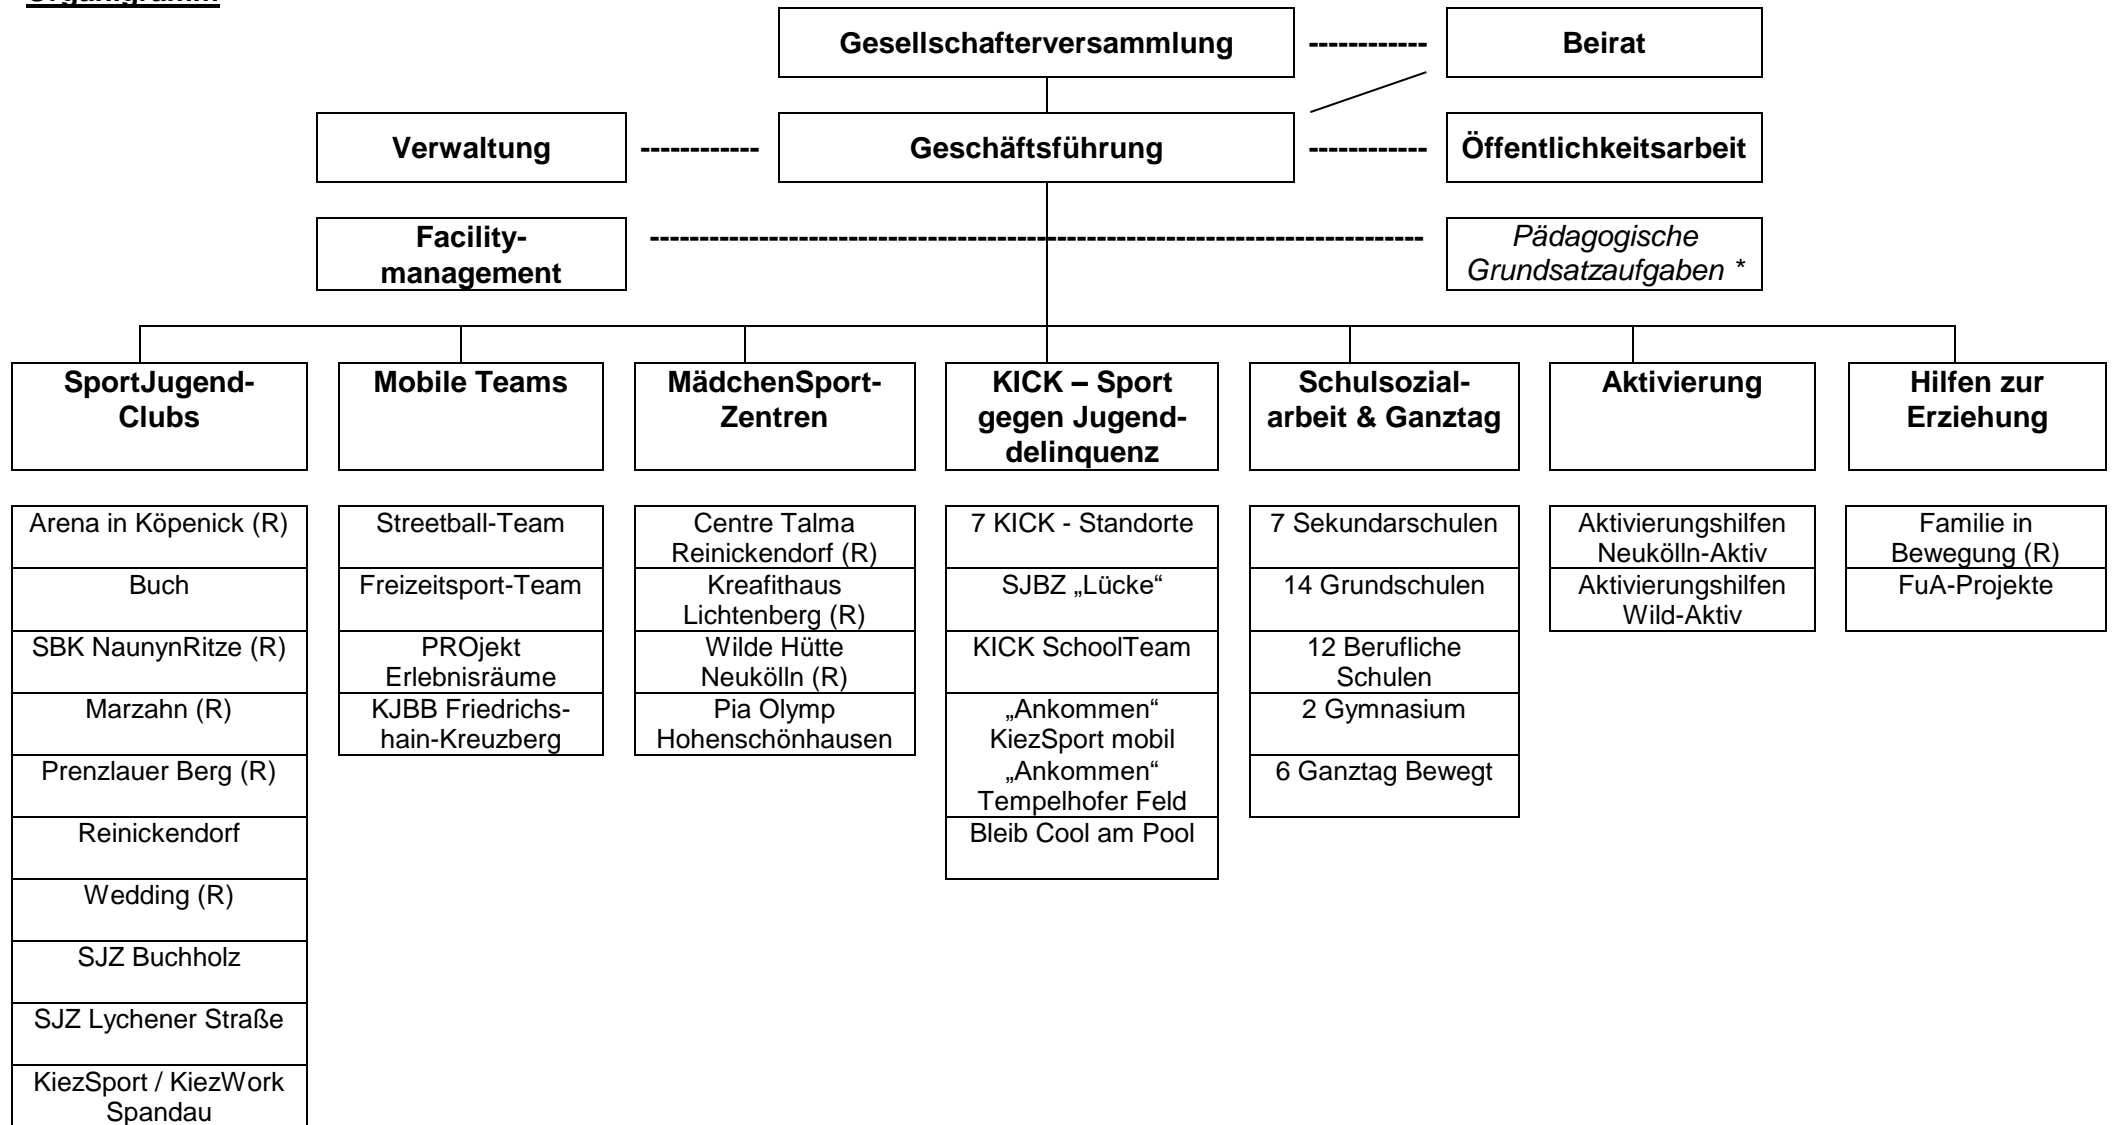 Organigramm
Gesellschafterversammlung ------------ Beirat
Verwaltung ------------ Geschäftsführung ------------ Öffentlichkeitsarbeit
Facility-
management
Pädagogische
Grundsatzaufgaben *
SportJugend-
Clubs
Mobile Teams
MädchenSport-
Zentren
KICK – Sport
gegen Jugend-
delinquenz
Schulsozial-
arbeit & Ganztag
Aktivierung
Hilfen zur
Erziehung
Arena in Köpenick (R)
Buch
SBK NaunynRitze (R)
Marzahn (R)
Prenzlauer Berg (R)
Reinickendorf
Wedding (R)
SJZ Buchholz
SJZ Lychener Straße
KiezSport / KiezWork
Spandau
Streetball-Team
Freizeitsport-Team
PROjekt
Erlebnisräume
KJBB Friedrichs-
hain-Kreuzberg
Centre Talma
Reinickendorf (R)
Kreafithaus
Lichtenberg (R)
Wilde Hütte
Neukölln (R)
Pia Olymp
Hohenschönhausen
7 KICK - Standorte
SJBZ „Lücke“
KICK SchoolTeam
„Ankommen“
KiezSport mobil
„Ankommen“
Tempelhofer Feld
Bleib Cool am Pool
7 Sekundarschulen
14 Grundschulen
12 Berufliche
Schulen
2 Gymnasium
6 Ganztag Bewegt
Aktivierungshilfen
Neukölln-Aktiv
Aktivierungshilfen
Wild-Aktiv
Familie in
Bewegung (R)
FuA-Projekte